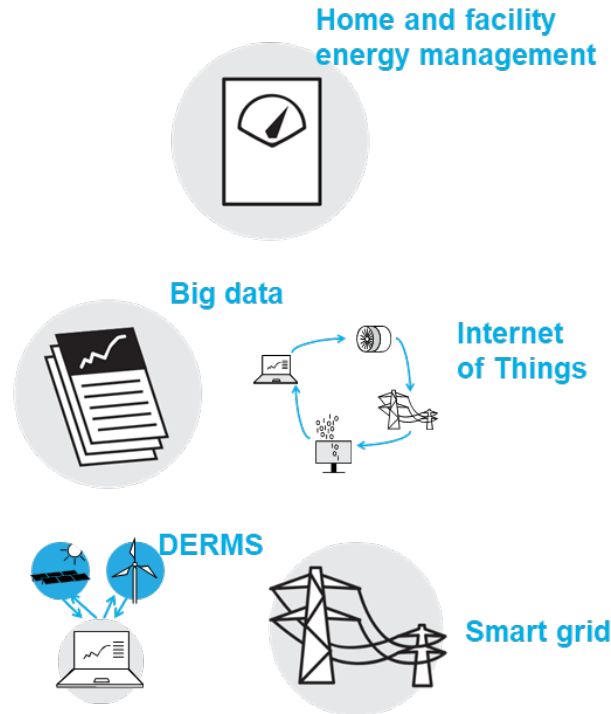 Home and facility
energy management
Big data
Internet
of Things
DERMS
Smart grid